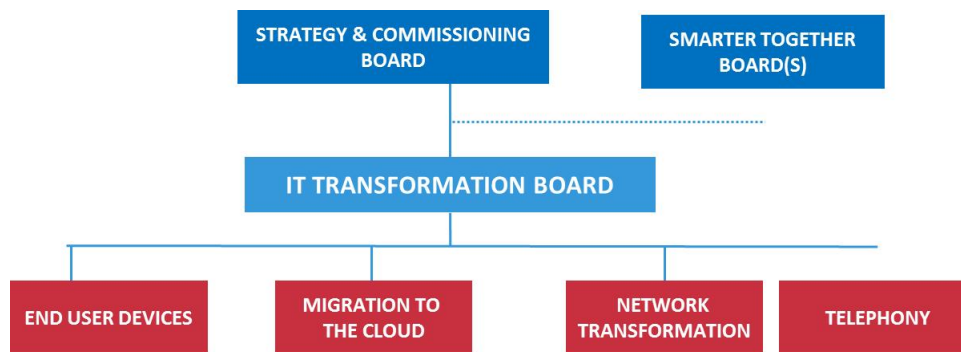 STRATEGY & COMMISSIONING
BOARD
SMARTER TOGETHER
BOARD(S)
IT TRANSFORMATION BOARD
END USER DEVICES
MIGRATION TO
THE CLOUD
NETWORK
TRANSFORMATION
TELEPHONY